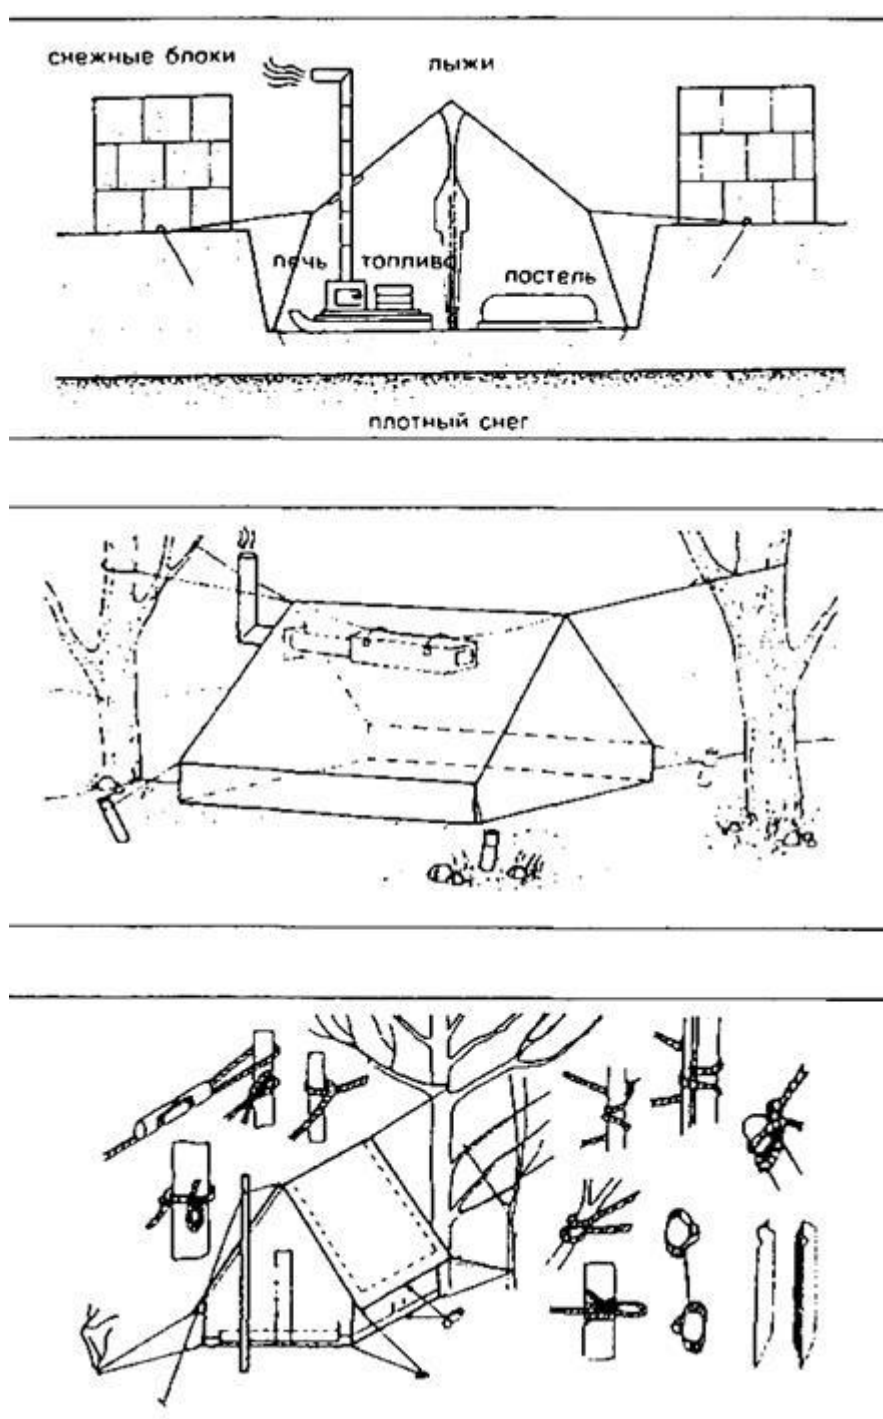 снежные блоки
лыжи
печь
топливо
постель
плотный снег